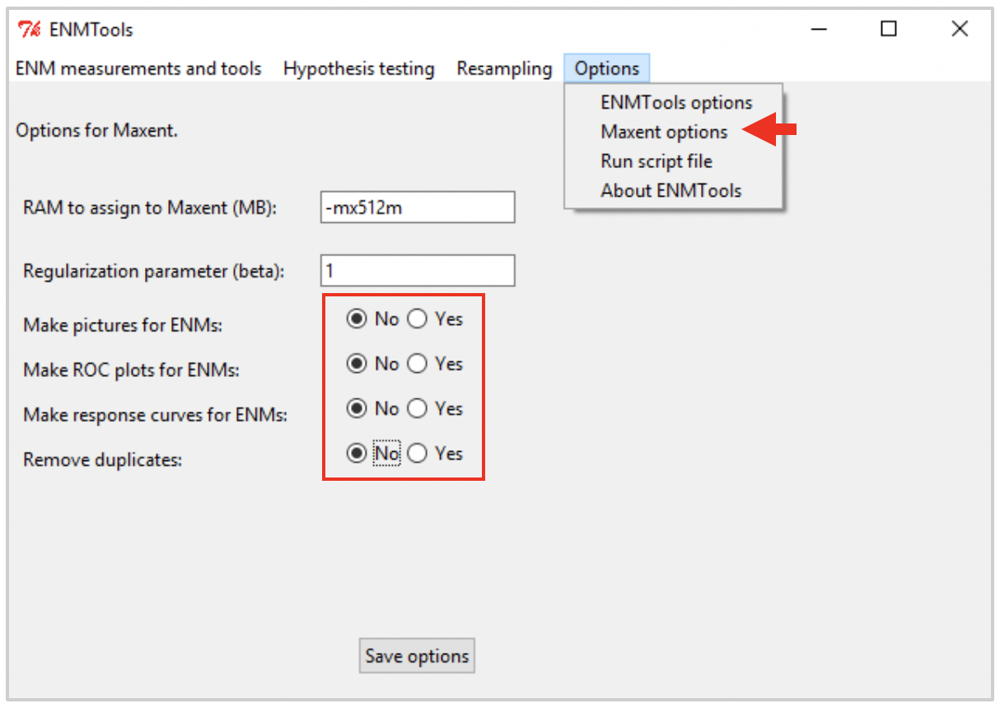 ENMTools
ENM measurements and tools Hypothesis testing Resampling Options
ENMTools options
Maxent options
Run script file
About ENMTools
Options for Maxent.
RAM to assign to Maxent (MB): -mx512m
Regularization parameter (beta): 1
Make pictures for ENMs: No Yes
Make ROC plots for ENMs: No Yes
Make response curves for ENMs: No Yes
Remove duplicates: No Yes
Save options